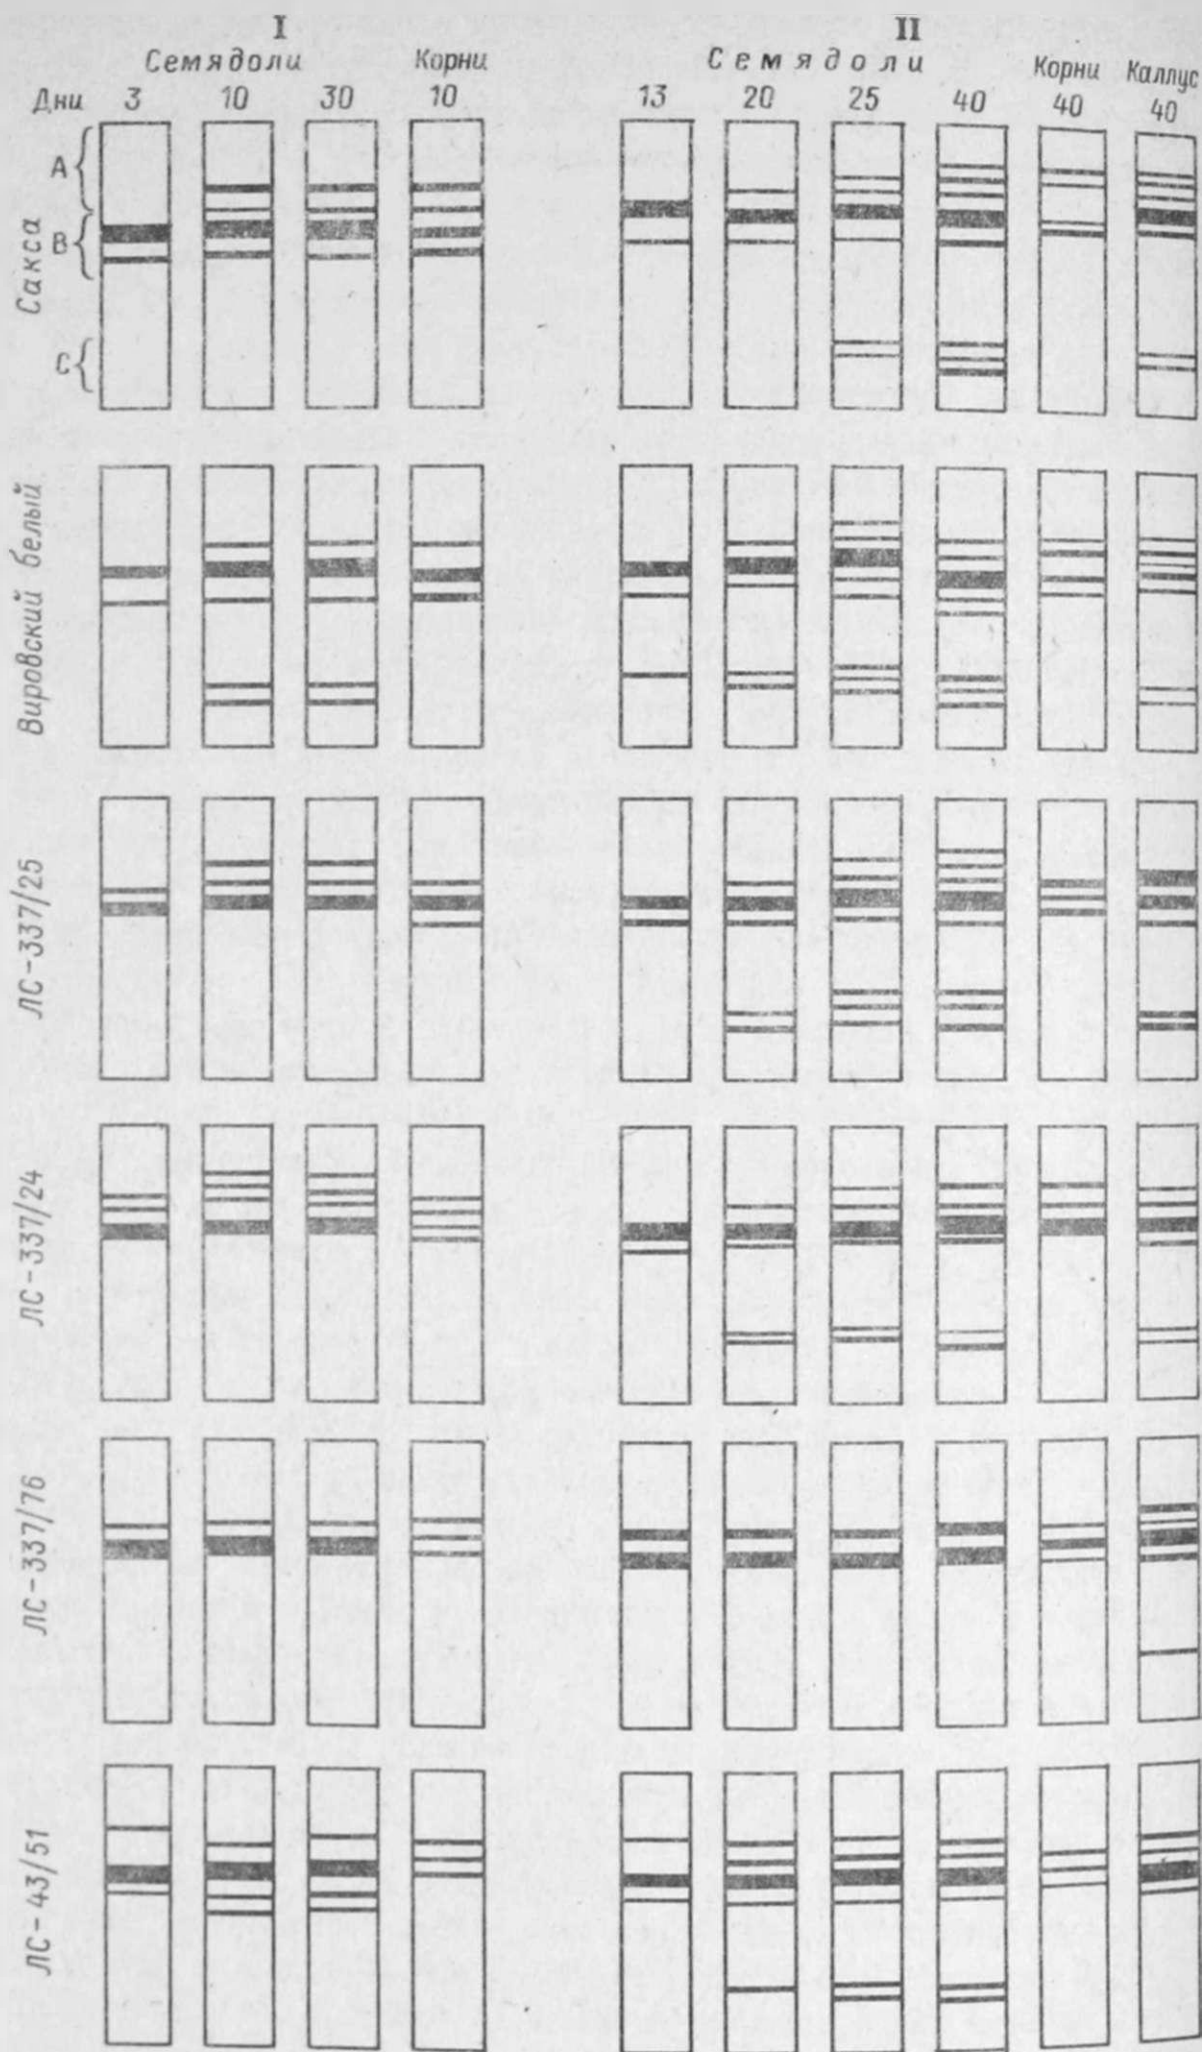 I II
Семядоли Корни Семядоли Корни Каллус
Дни 3 10 30 10 13 20 25 40 40 40
A
B
C
Сакса
Вировский белый
ЛС-337/25
ЛС-337/24
ЛС-337/76
ЛС-43/51